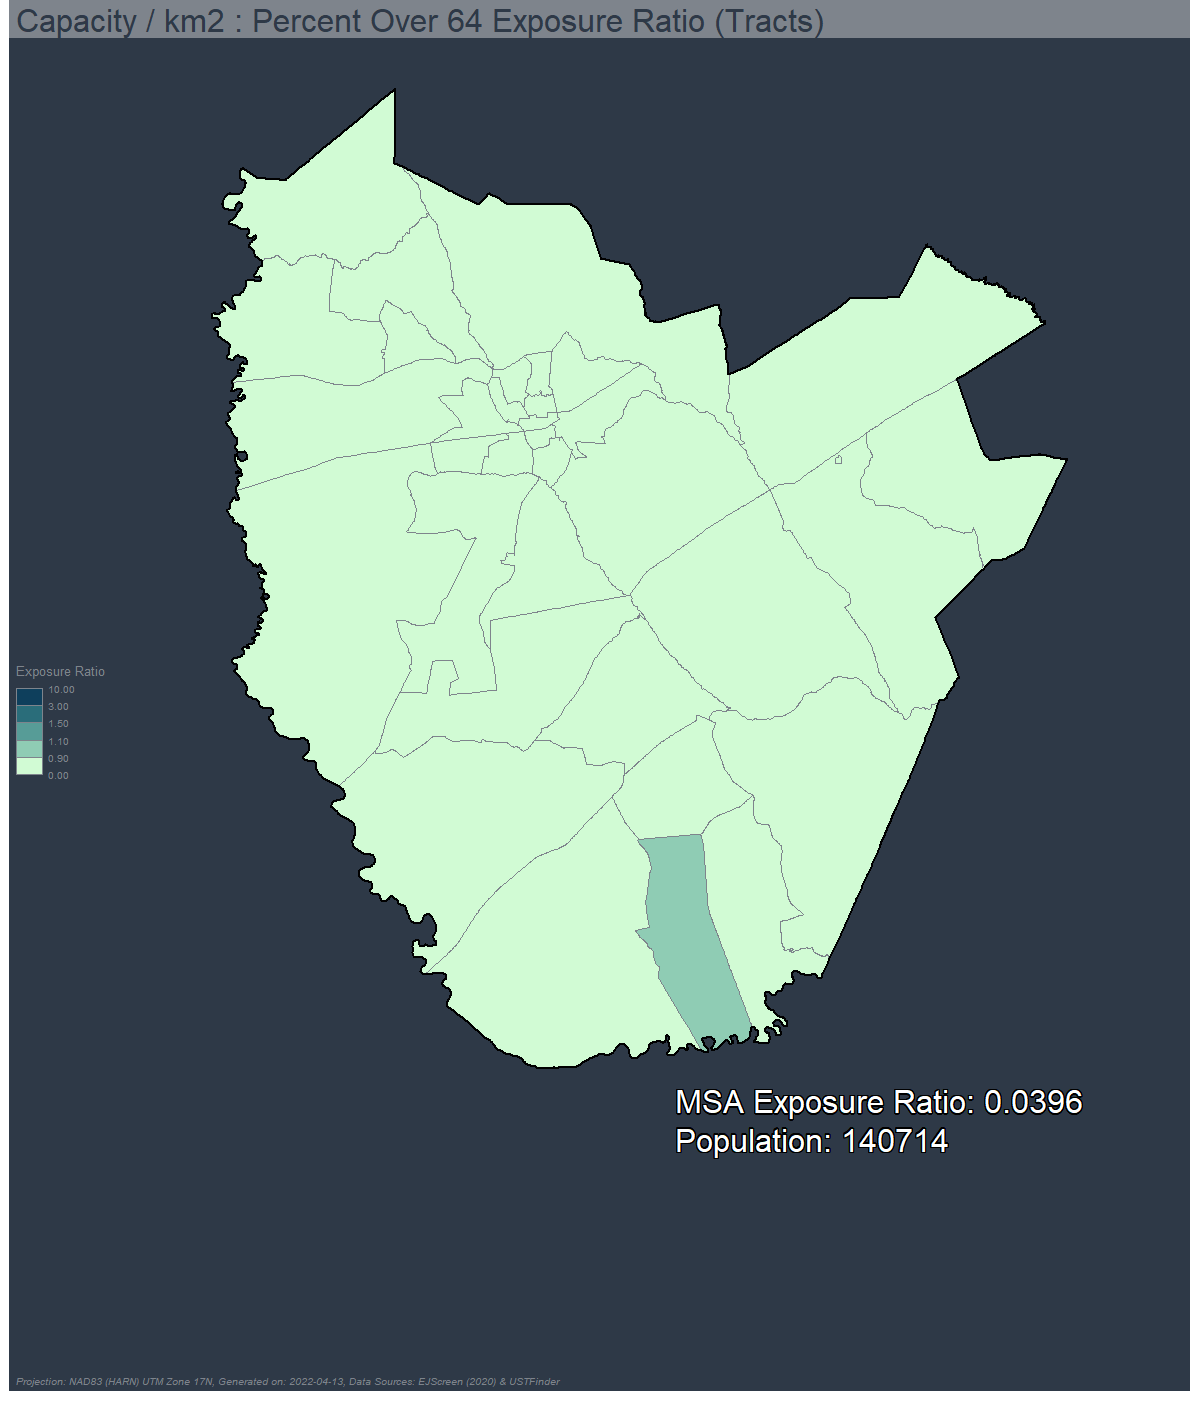 Capacity / km2 : Percent Over 64 Exposure Ratio (Tracts)
Exposure Ratio
10.00
3.00
1.50
1.10
0.90
0.00
MSA Exposure Ratio: 0.0396
Population: 140714
Projection: NAD83 (HARN) UTM Zone 17N, Generated on: 2022-04-13, Data Sources: EJScreen (2020) & USTFinder